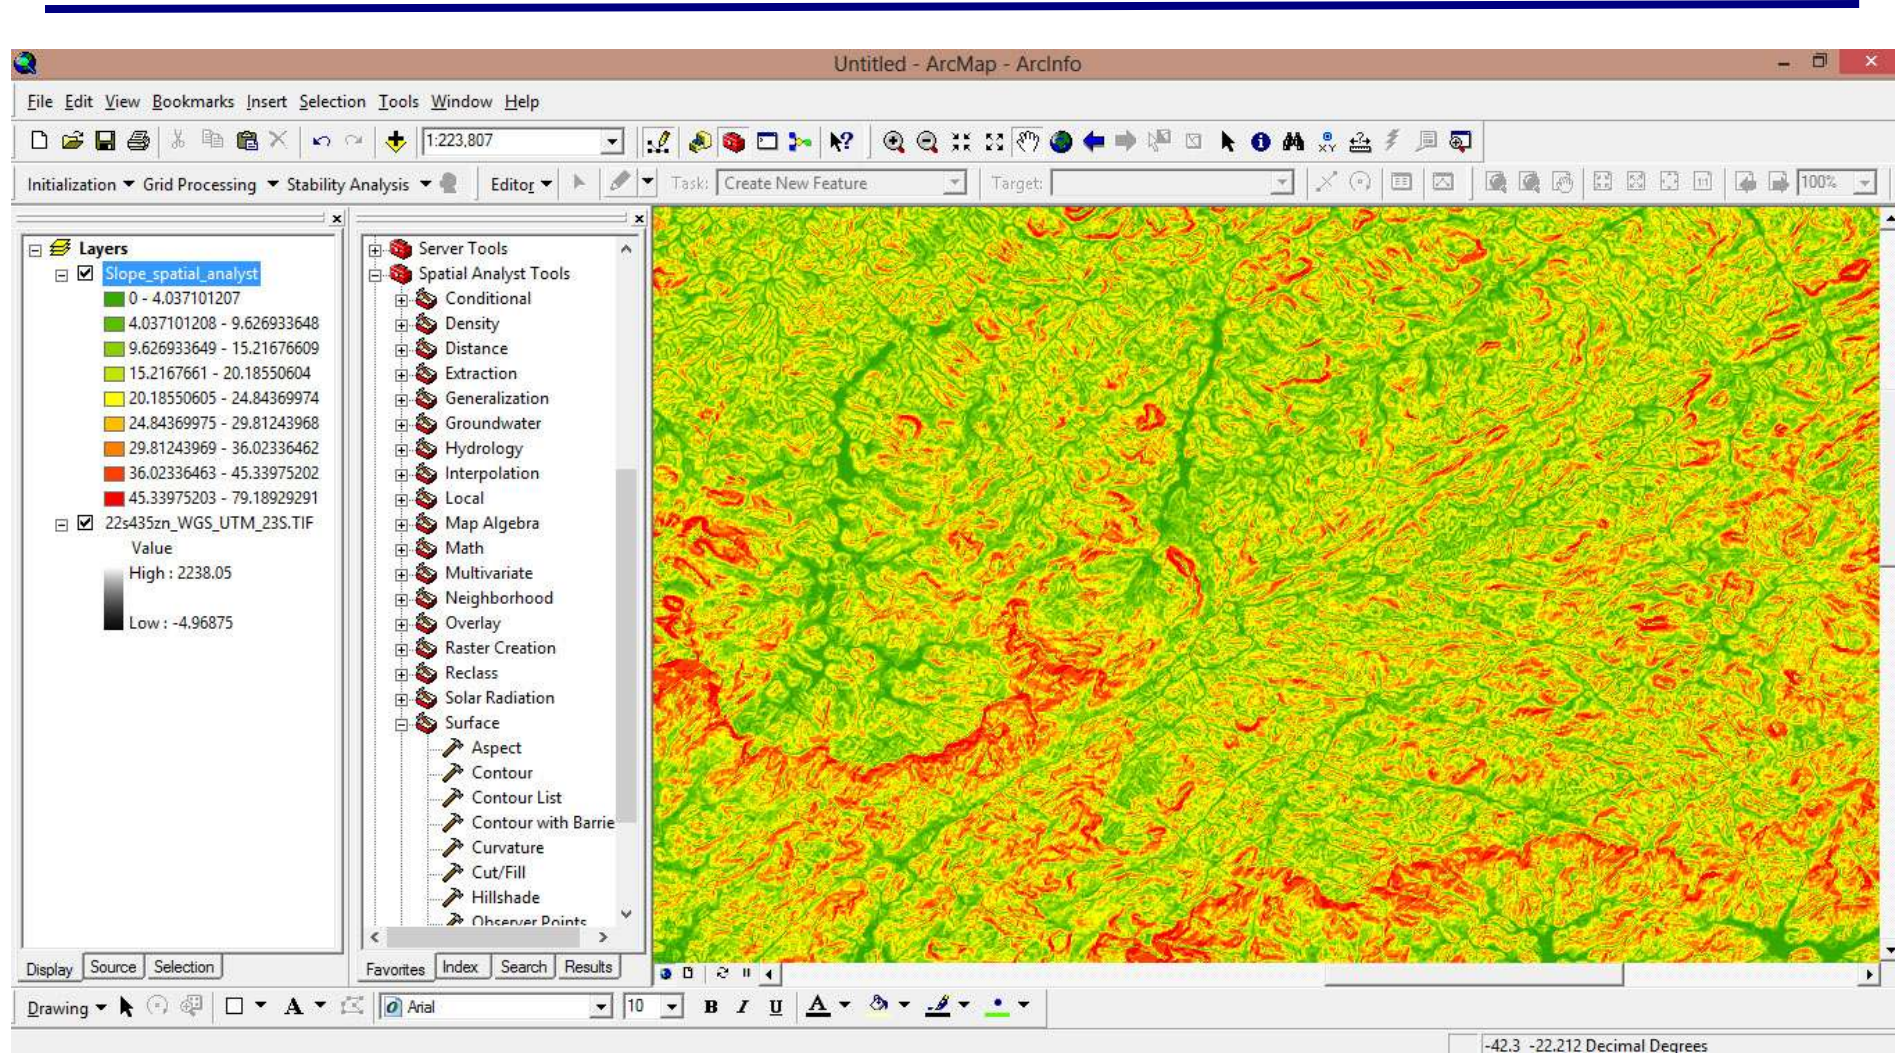 Untitled - ArcMap - ArcInfo
File Edit View Bookmarks Insert Selection Tools Window Help
1:223,807
Initialization Grid Processing Stability Analysis Editor Task: Create New Feature Target: 100%
Layers
Slope_spatial_analyst
0 - 4.037101207
4.037101208 - 9.626933648
9.626933649 - 15.21676609
15.2167661 - 20.18550604
20.18550605 - 24.84369974
24.84369975 - 29.81243968
29.81243969 - 36.02336462
36.02336463 - 45.33975202
45.33975203 - 79.18929291
22s435zn_WGS_UTM_23S.TIF
Value
High : 2238.05
Low : -4.96875
Display Source Selection
Server Tools
Spatial Analyst Tools
Conditional
Density
Distance
Extraction
Generalization
Groundwater
Hydrology
Interpolation
Local
Map Algebra
Math
Multivariate
Neighborhood
Overlay
Raster Creation
Reclass
Solar Radiation
Surface
Aspect
Contour
Contour List
Contour with Barrie
Curvature
Cut/Fill
Hillshade
Observer Points
Favorites Index Search Results
Drawing A Arial 10 B I U A
-42.3 -22.212 Decimal Degrees